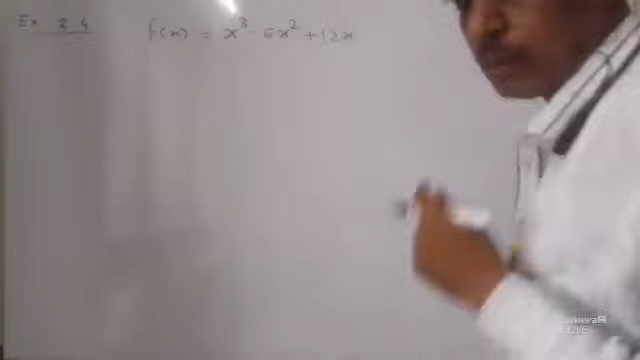 Ex 2.4 f(x) = x³ - 6x² + 12x